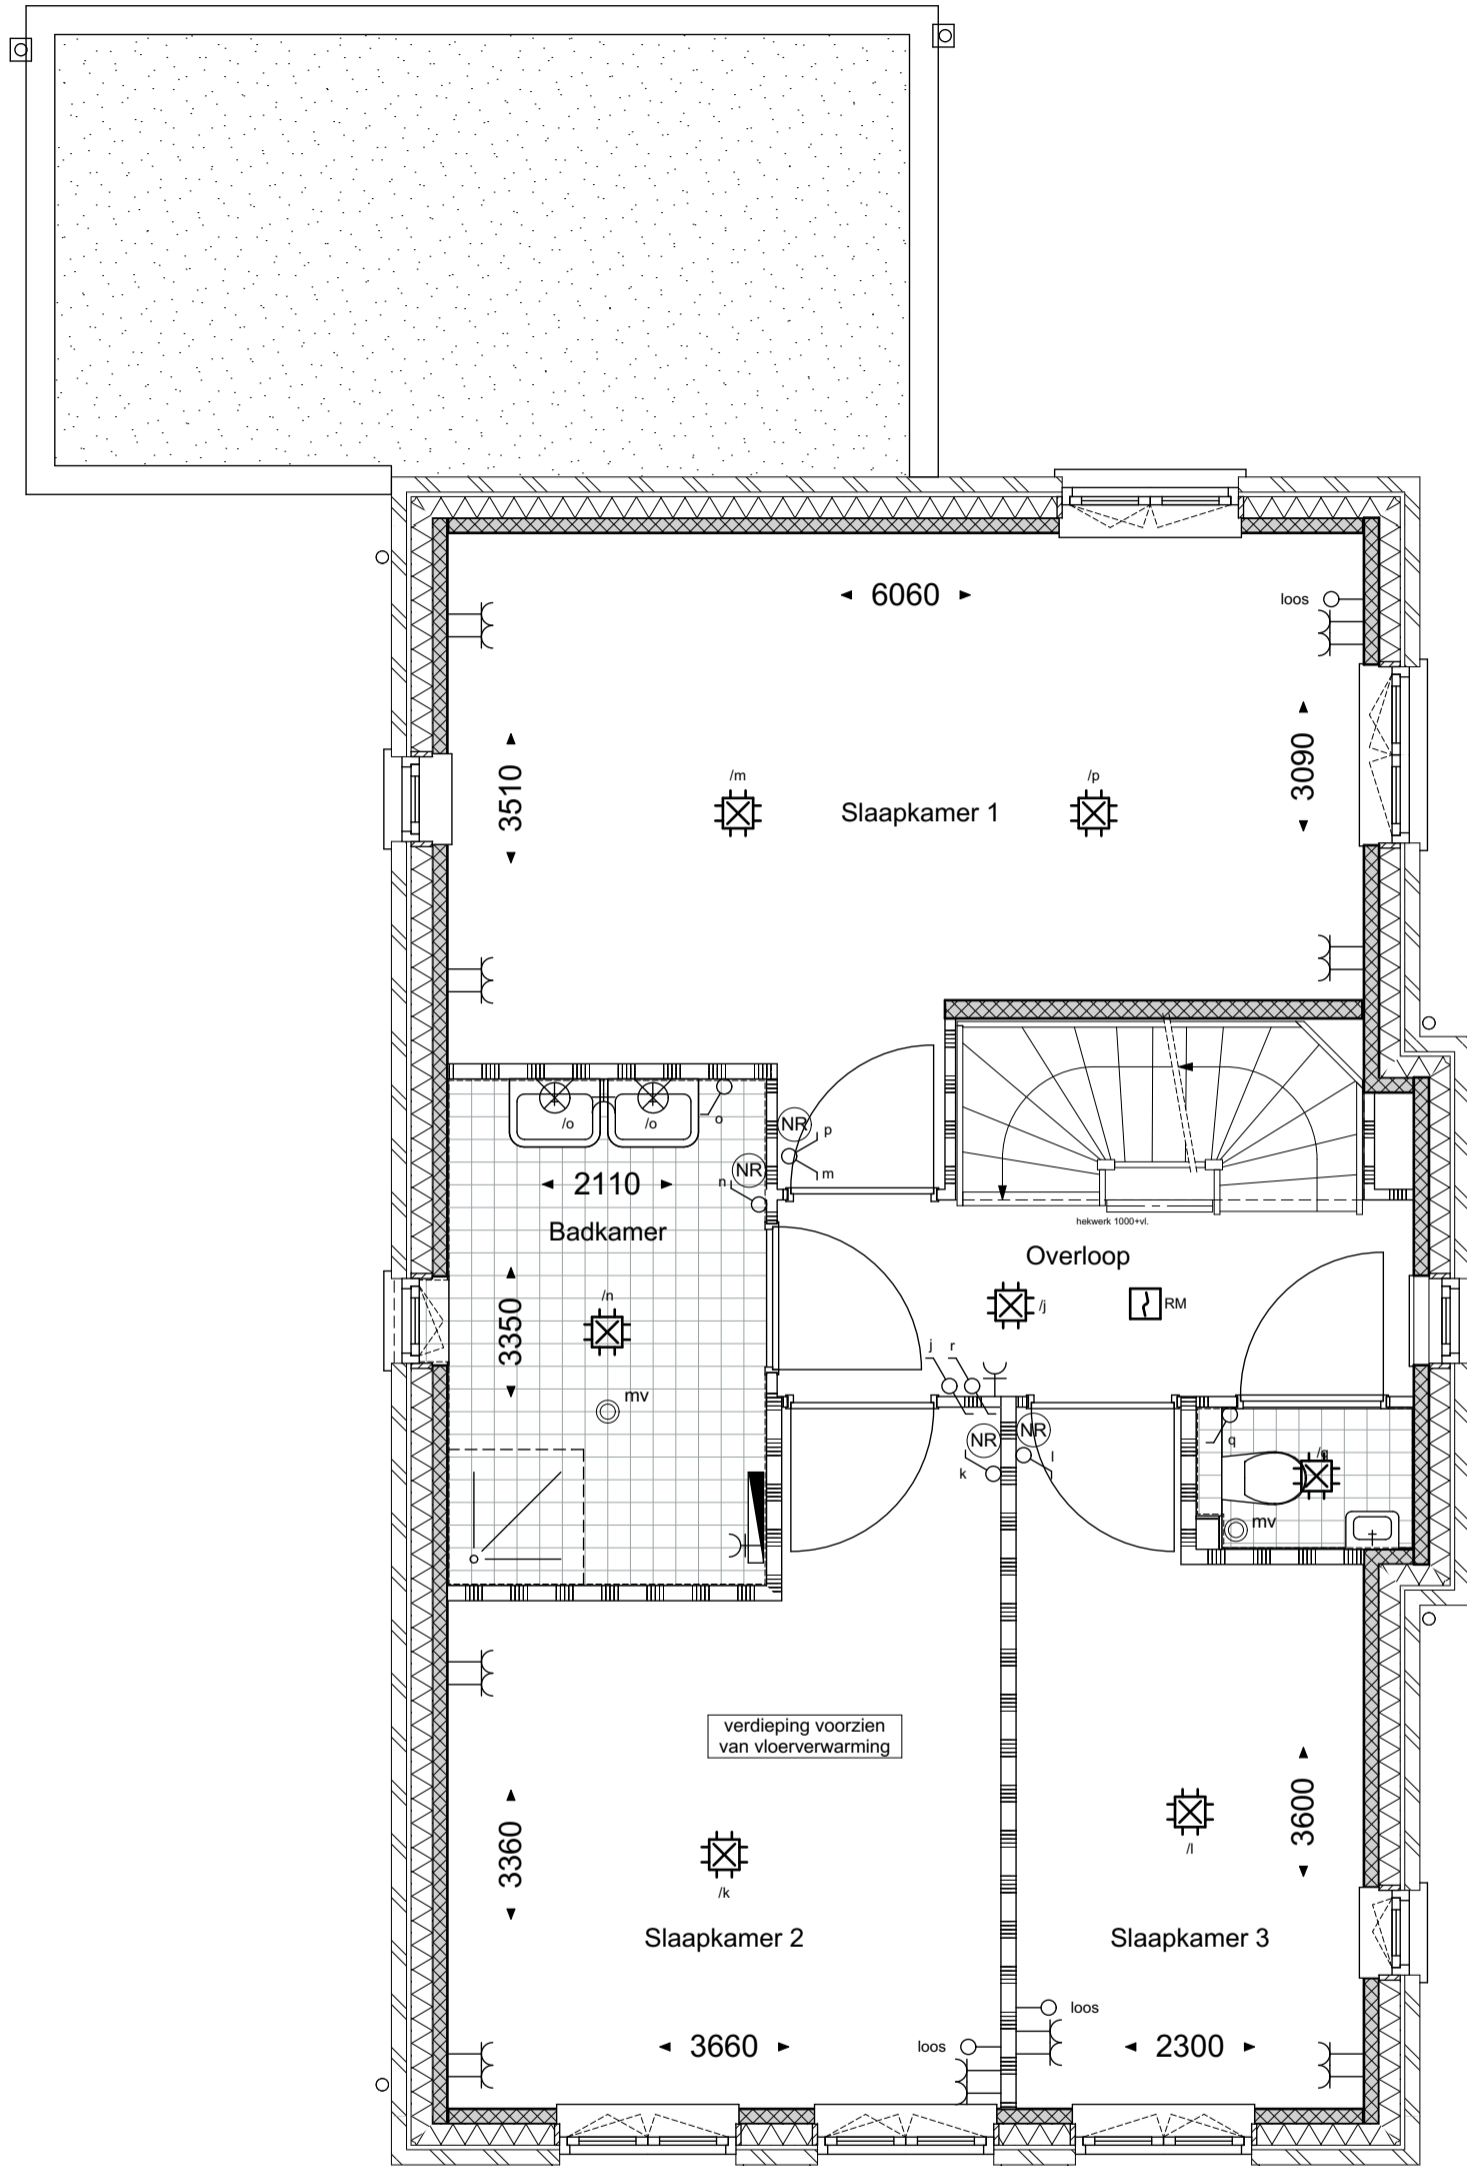 6060
loos
3510
3090
/m
/p
Slaapkamer 1
/o
/o
o
NR
p
NR
m
n
2110
Badkamer
hekwerk 1000+vl.
Overloop
/n
3350
/j
RM
j
r
mv
NR
NR
k
l
q
/q
mv
verdieping voorzien
van vloerverwarming
3360
3600
/k
/l
Slaapkamer 2
Slaapkamer 3
loos
loos
3660
2300